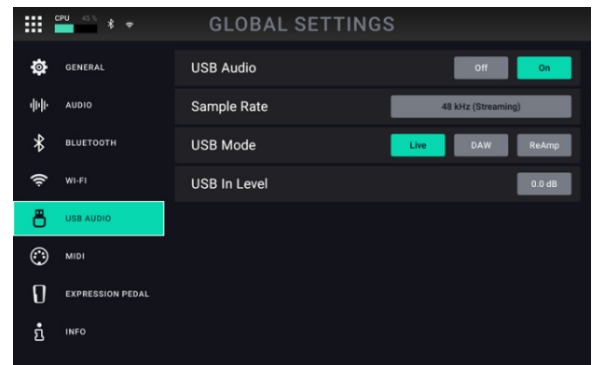 CPU 45 %
GLOBAL SETTINGS
GENERAL
AUDIO
BLUETOOTH
WI-FI
USB AUDIO
MIDI
EXPRESSION PEDAL
INFO
USB Audio Off On
Sample Rate 48 kHz (Streaming)
USB Mode Live DAW ReAmp
USB In Level 0.0 dB